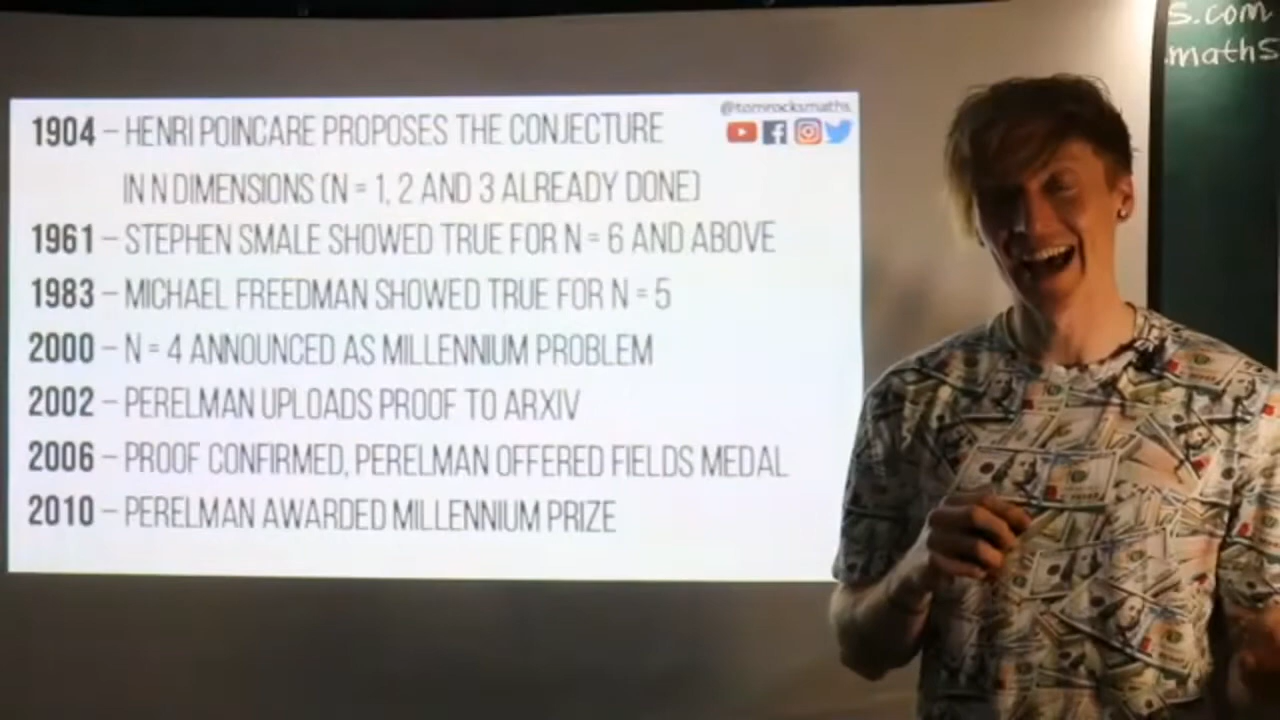 s.com
maths
@tomrocksmaths
1904 – HENRI POINCARE PROPOSES THE CONJECTURE
IN N DIMENSIONS (N = 1, 2 AND 3 ALREADY DONE)
1961 – STEPHEN SMALE SHOWED TRUE FOR N = 6 AND ABOVE
1983 – MICHAEL FREEDMAN SHOWED TRUE FOR N = 5
2000 – N = 4 ANNOUNCED AS MILLENNIUM PROBLEM
2002 – PERELMAN UPLOADS PROOF TO ARXIV
2006 – PROOF CONFIRMED, PERELMAN OFFERED FIELDS MEDAL
2010 – PERELMAN AWARDED MILLENNIUM PRIZE